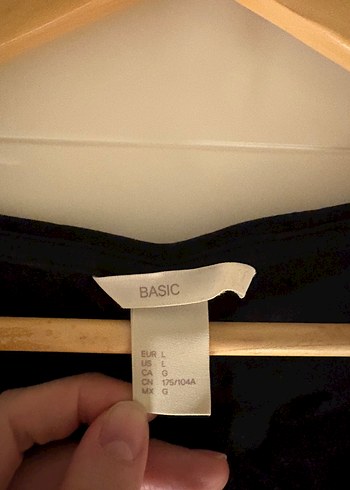 BASIC
EUR L
US L
CA G
CN 175/104A
MX G